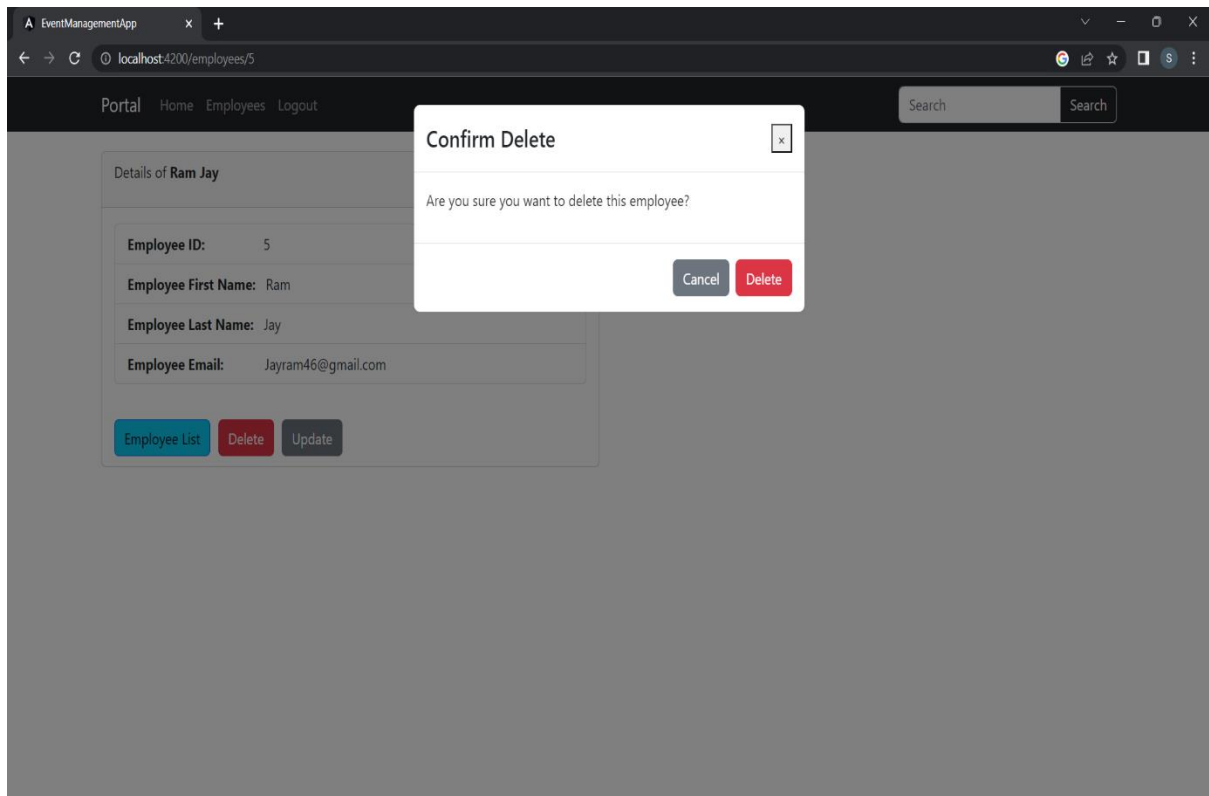 EventManagementApp
localhost:4200/employees/5
S
Portal Home Employees Logout
Search Search
Confirm Delete ×
Are you sure you want to delete this employee?
Cancel Delete
Details of Ram Jay
Employee ID: 5
Employee First Name: Ram
Employee Last Name: Jay
Employee Email: Jayram46@gmail.com
Employee List Delete Update